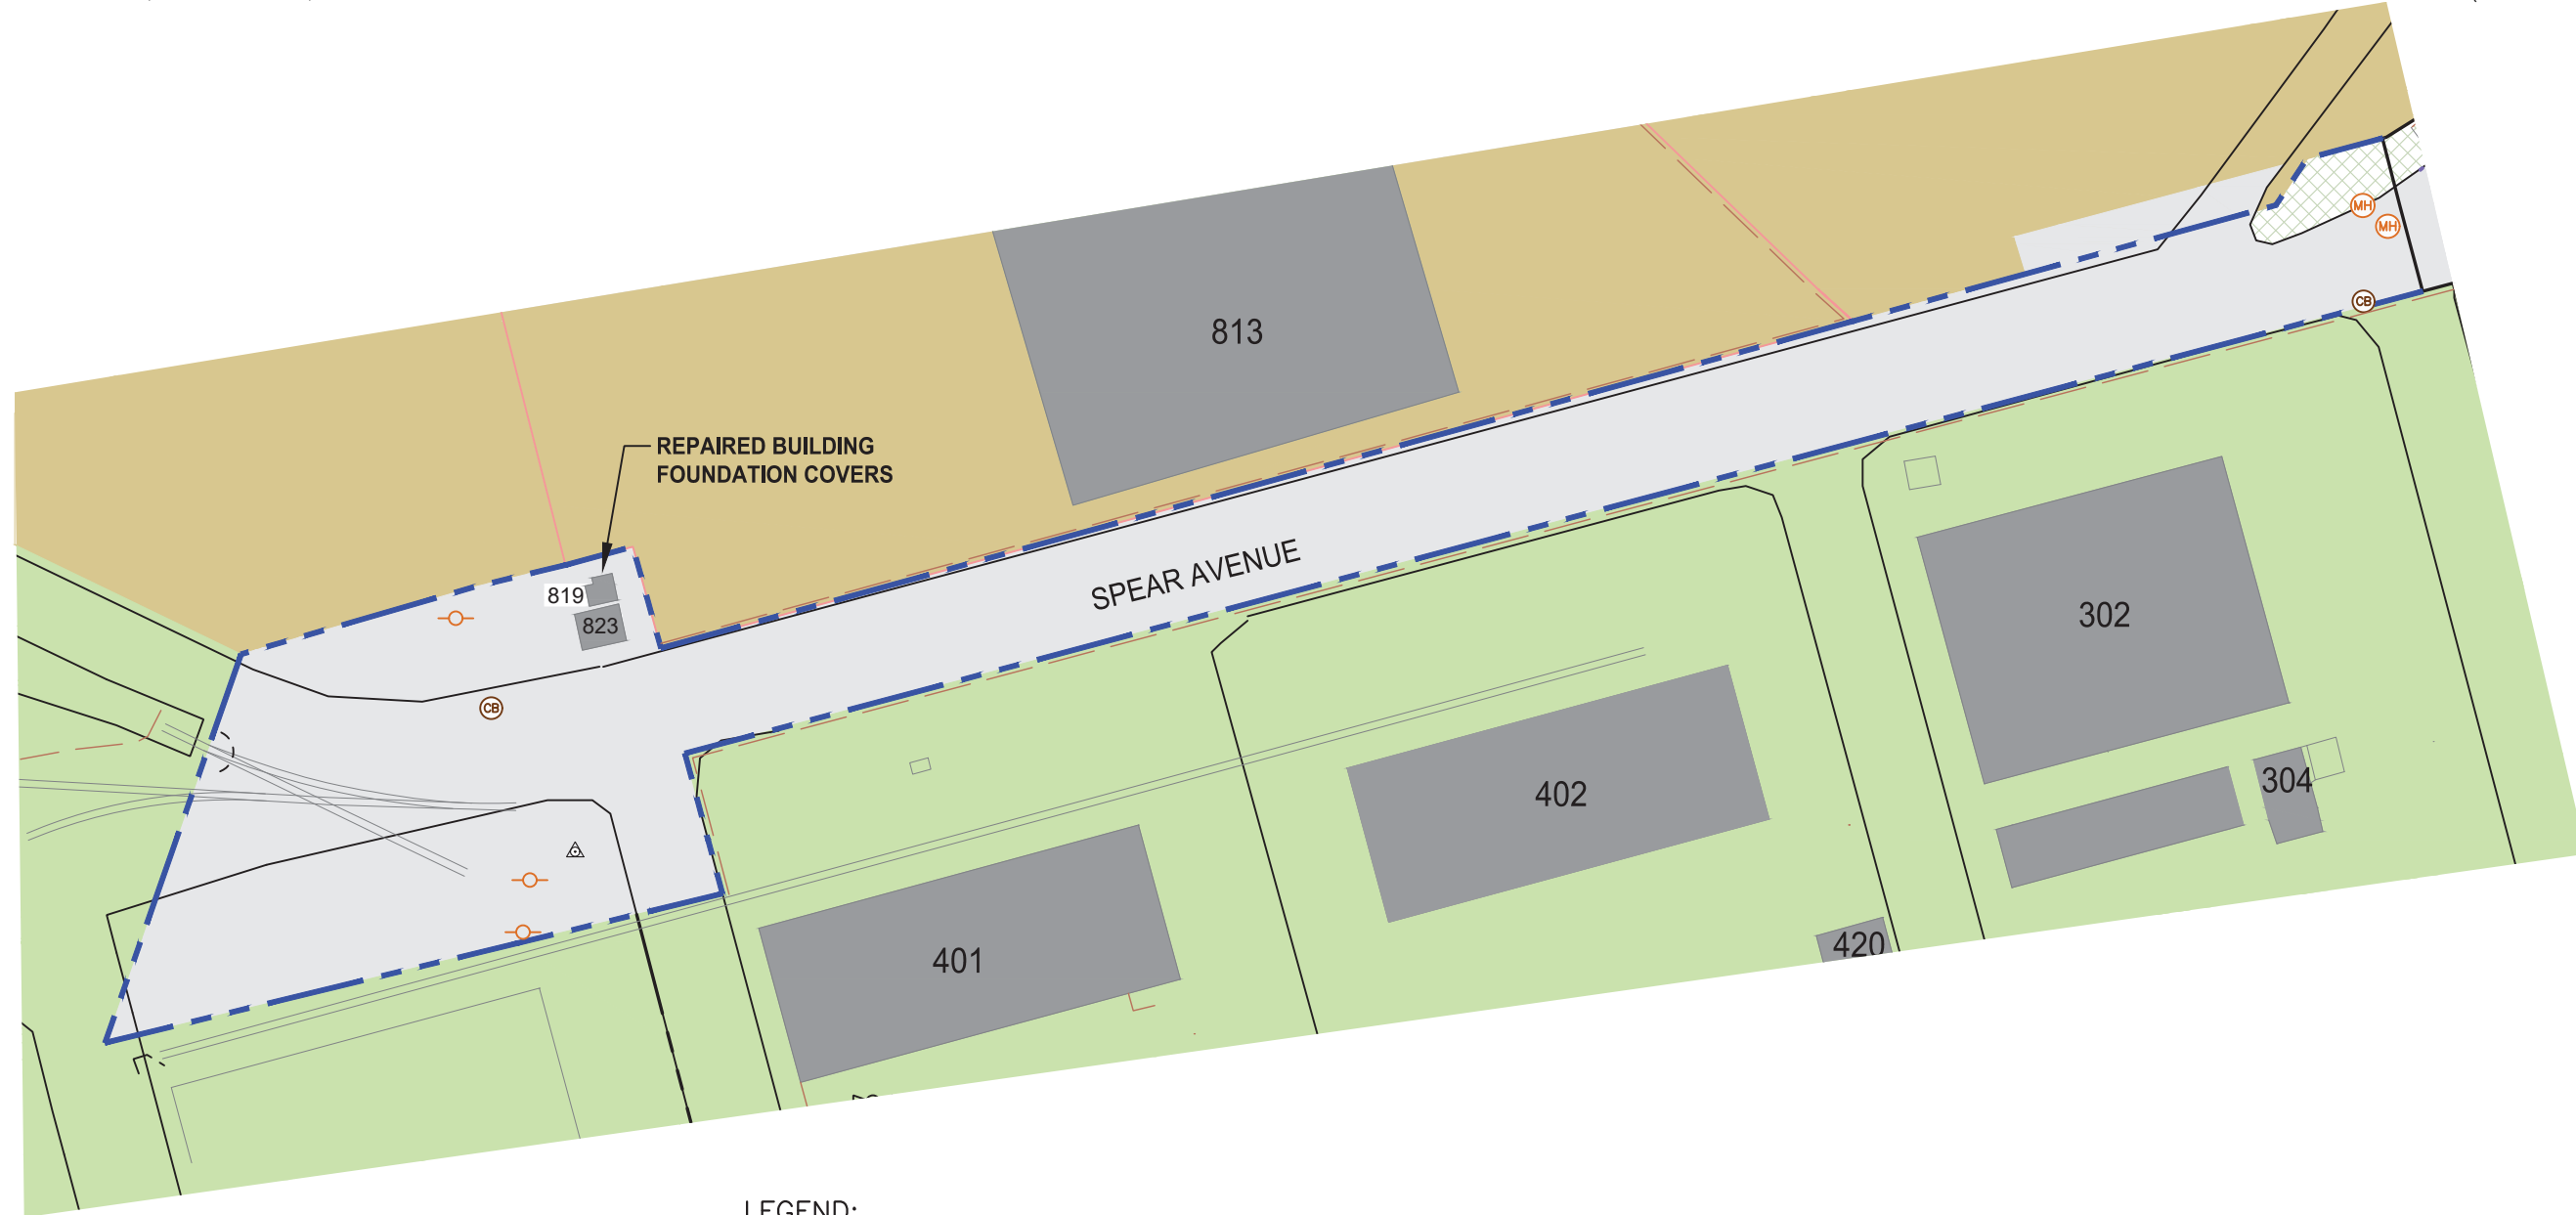 MH
MH
CB
813
REPAIRED BUILDING
FOUNDATION COVERS
SPEAR AVENUE
819
823
302
CB
304
402
420
401
LEGEND: